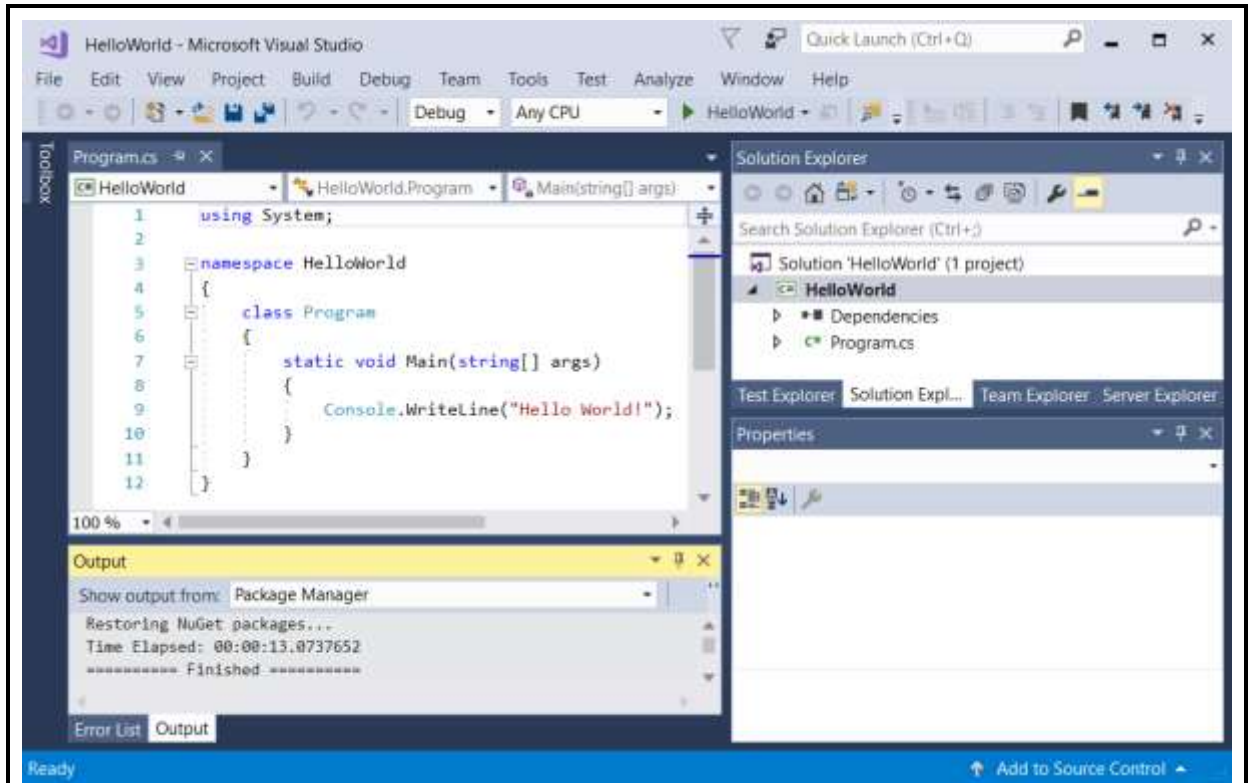 HelloWorld - Microsoft Visual Studio
Quick Launch (Ctrl+Q)
File Edit View Project Build Debug Team Tools Test Analyze Window Help
Debug Any CPU HelloWorld
Toolbox
Program.cs
HelloWorld HelloWorld.Program Main(string[] args)
1 using System;
2
3 namespace HelloWorld
4 {
5 class Program
6 {
7 static void Main(string[] args)
8 {
9 Console.WriteLine("Hello World!");
10 }
11 }
12 }
100 %
Output
Show output from: Package Manager
Restoring NuGet packages...
Time Elapsed: 00:00:13.0737652
========== Finished ==========
Error List Output
Solution Explorer
Search Solution Explorer (Ctrl+;)
Solution 'HelloWorld' (1 project)
C# HelloWorld
Dependencies
C# Program.cs
Test Explorer Solution Expl... Team Explorer Server Explorer
Properties
Ready
Add to Source Control